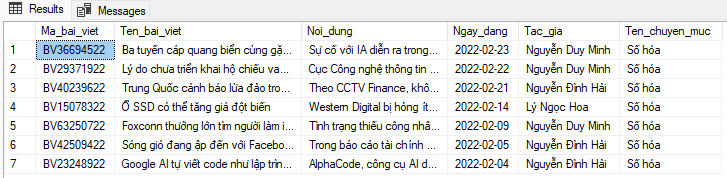 Results Messages
Ma_bai_viet Ten_bai_viet Noi_dung Ngay_dang Tac_gia Ten_chuyen_muc
1 BV36694522 Ba tuyến cáp quang biển cùng gặ... Sự cố với IA diễn ra trong... 2022-02-23 Nguyễn Duy Minh Số hóa
2 BV29371922 Lý do chưa triển khai hộ chiếu va... Cục Công nghệ thông tin ... 2022-02-22 Nguyễn Duy Minh Số hóa
3 BV40239622 Trung Quốc cảnh báo lừa đảo tro... Theo CCTV Finance, khôn... 2022-02-21 Nguyễn Đình Hải Số hóa
4 BV15078322 Ổ SSD có thể tăng giá đột biến Western Digital bị hỏng ít... 2022-02-14 Lý Ngọc Hoa Số hóa
5 BV63250722 Foxconn thưởng lớn tìm người làm i... Tình trạng thiếu công nhâ... 2022-02-09 Nguyễn Duy Minh Số hóa
6 BV42509422 Sóng gió đang ập đến với Facebo... Trong báo cáo tài chính ... 2022-02-05 Nguyễn Đình Hải Số hóa
7 BV23248922 Google AI tự viết code như lập trìn... AlphaCode, công cụ AI d... 2022-02-04 Nguyễn Đình Hải Số hóa